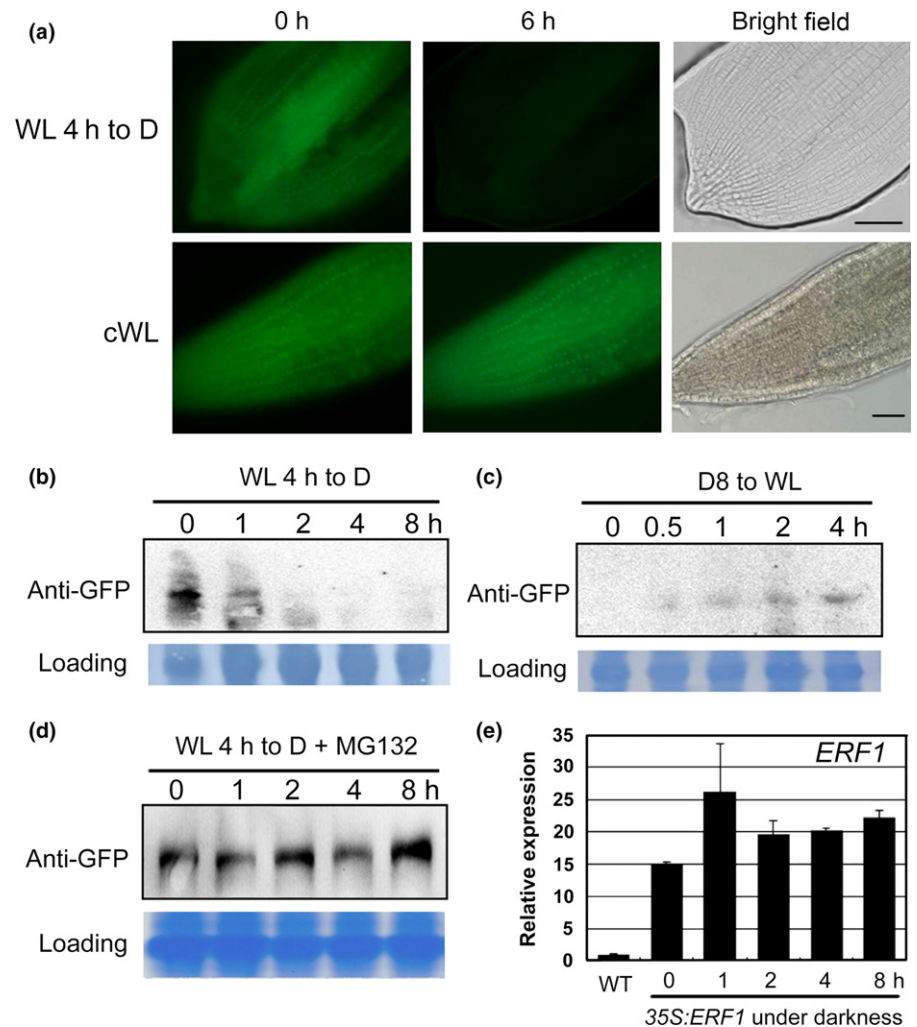 (a)
0 h 6 h Bright field
WL 4 h to D
cWL
(b)
WL 4 h to D
0 1 2 4 8 h
Anti-GFP
Loading
(c)
D8 to WL
0 0.5 1 2 4 h
Anti-GFP
Loading
(d)
WL 4 h to D + MG132
0 1 2 4 8 h
Anti-GFP
Loading
(e)
ERF1
Relative expression
35
30
25
20
15
10
5
0
WT 0 1 2 4 8 h
35S:ERF1 under darkness